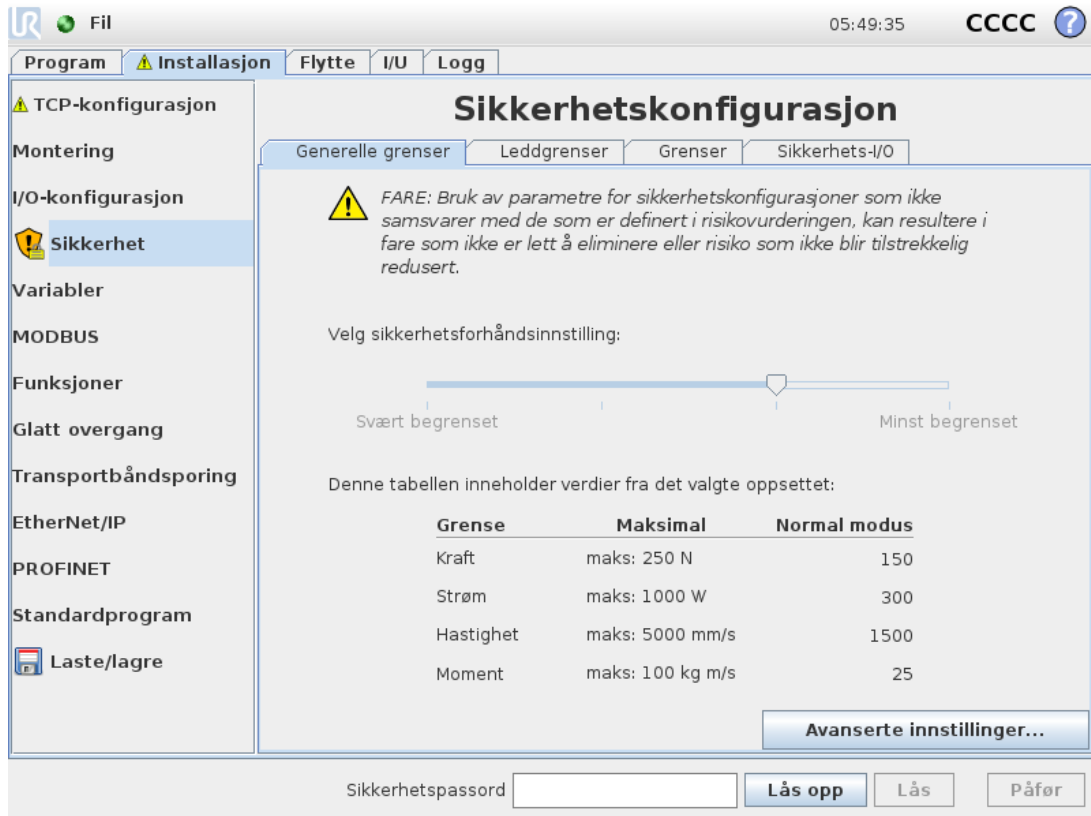 UR Fil 05:49:35 CCCC ?
Program Installasjon Flytte I/U Logg
TCP-konfigurasjon
Montering
I/O-konfigurasjon
Sikkerhet
Variabler
MODBUS
Funksjoner
Glatt overgang
Transportbåndsporing
EtherNet/IP
PROFINET
Standardprogram
Laste/lagre
Sikkerhetskonfigurasjon
Generelle grenser Leddgrenser Grenser Sikkerhets-I/O
FARE: Bruk av parametre for sikkerhetskonfigurasjoner som ikke
samsvarer med de som er definert i risikovurderingen, kan resultere i
fare som ikke er lett å eliminere eller risiko som ikke blir tilstrekkelig
redusert.
Velg sikkerhetsforhåndsinnstilling:
Svært begrenset Minst begrenset
Denne tabellen inneholder verdier fra det valgte oppsettet:
Grense Maksimal Normal modus
Kraft maks: 250 N 150
Strøm maks: 1000 W 300
Hastighet maks: 5000 mm/s 1500
Moment maks: 100 kg m/s 25
Avanserte innstillinger...
Sikkerhetspassord Lås opp Lås Påfør